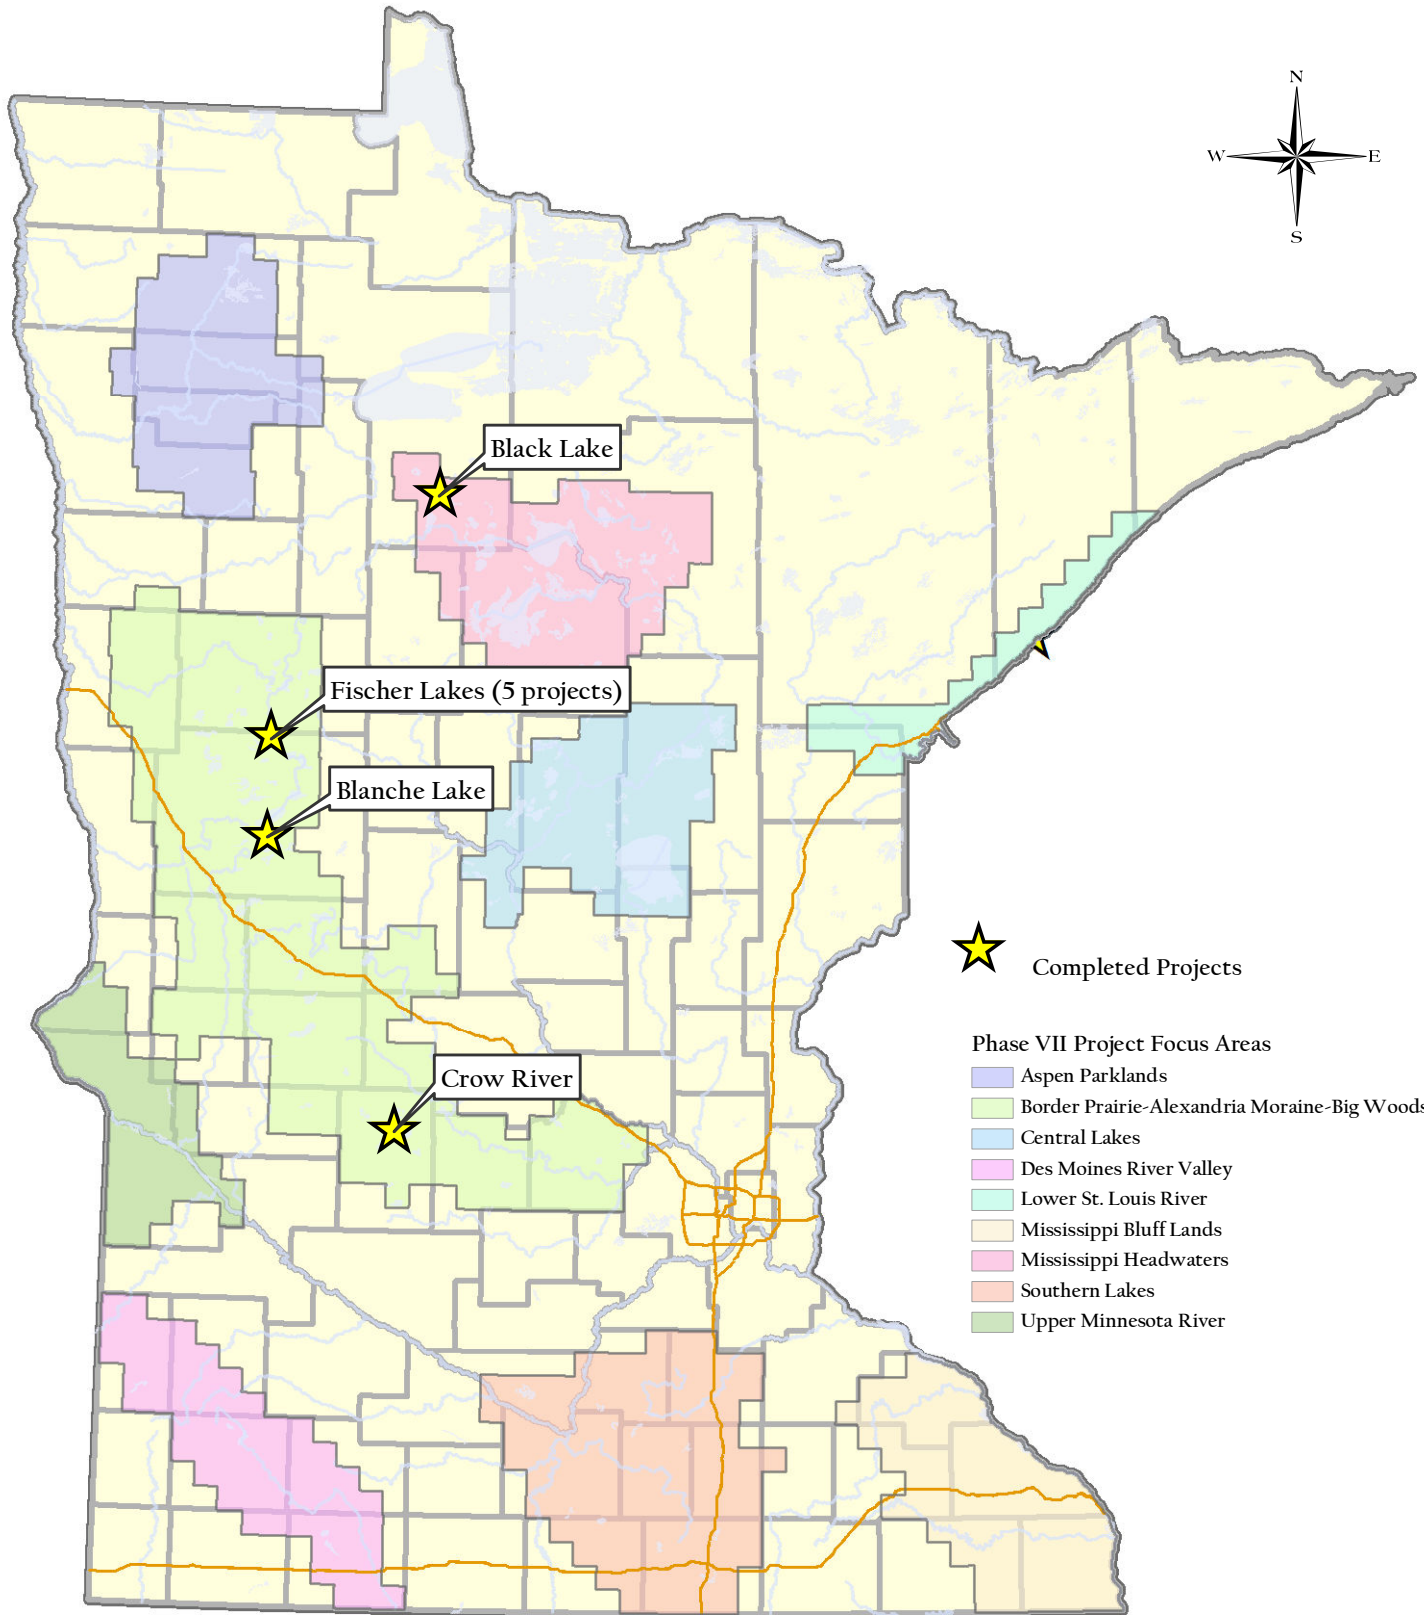 N
W E
S
Black Lake
Fischer Lakes (5 projects)
Blanche Lake
Crow River
Completed Projects
Phase VII Project Focus Areas
Aspen Parklands
Border Prairie-Alexandria Moraine-Big Woods
Central Lakes
Des Moines River Valley
Lower St. Louis River
Mississippi Bluff Lands
Mississippi Headwaters
Southern Lakes
Upper Minnesota River